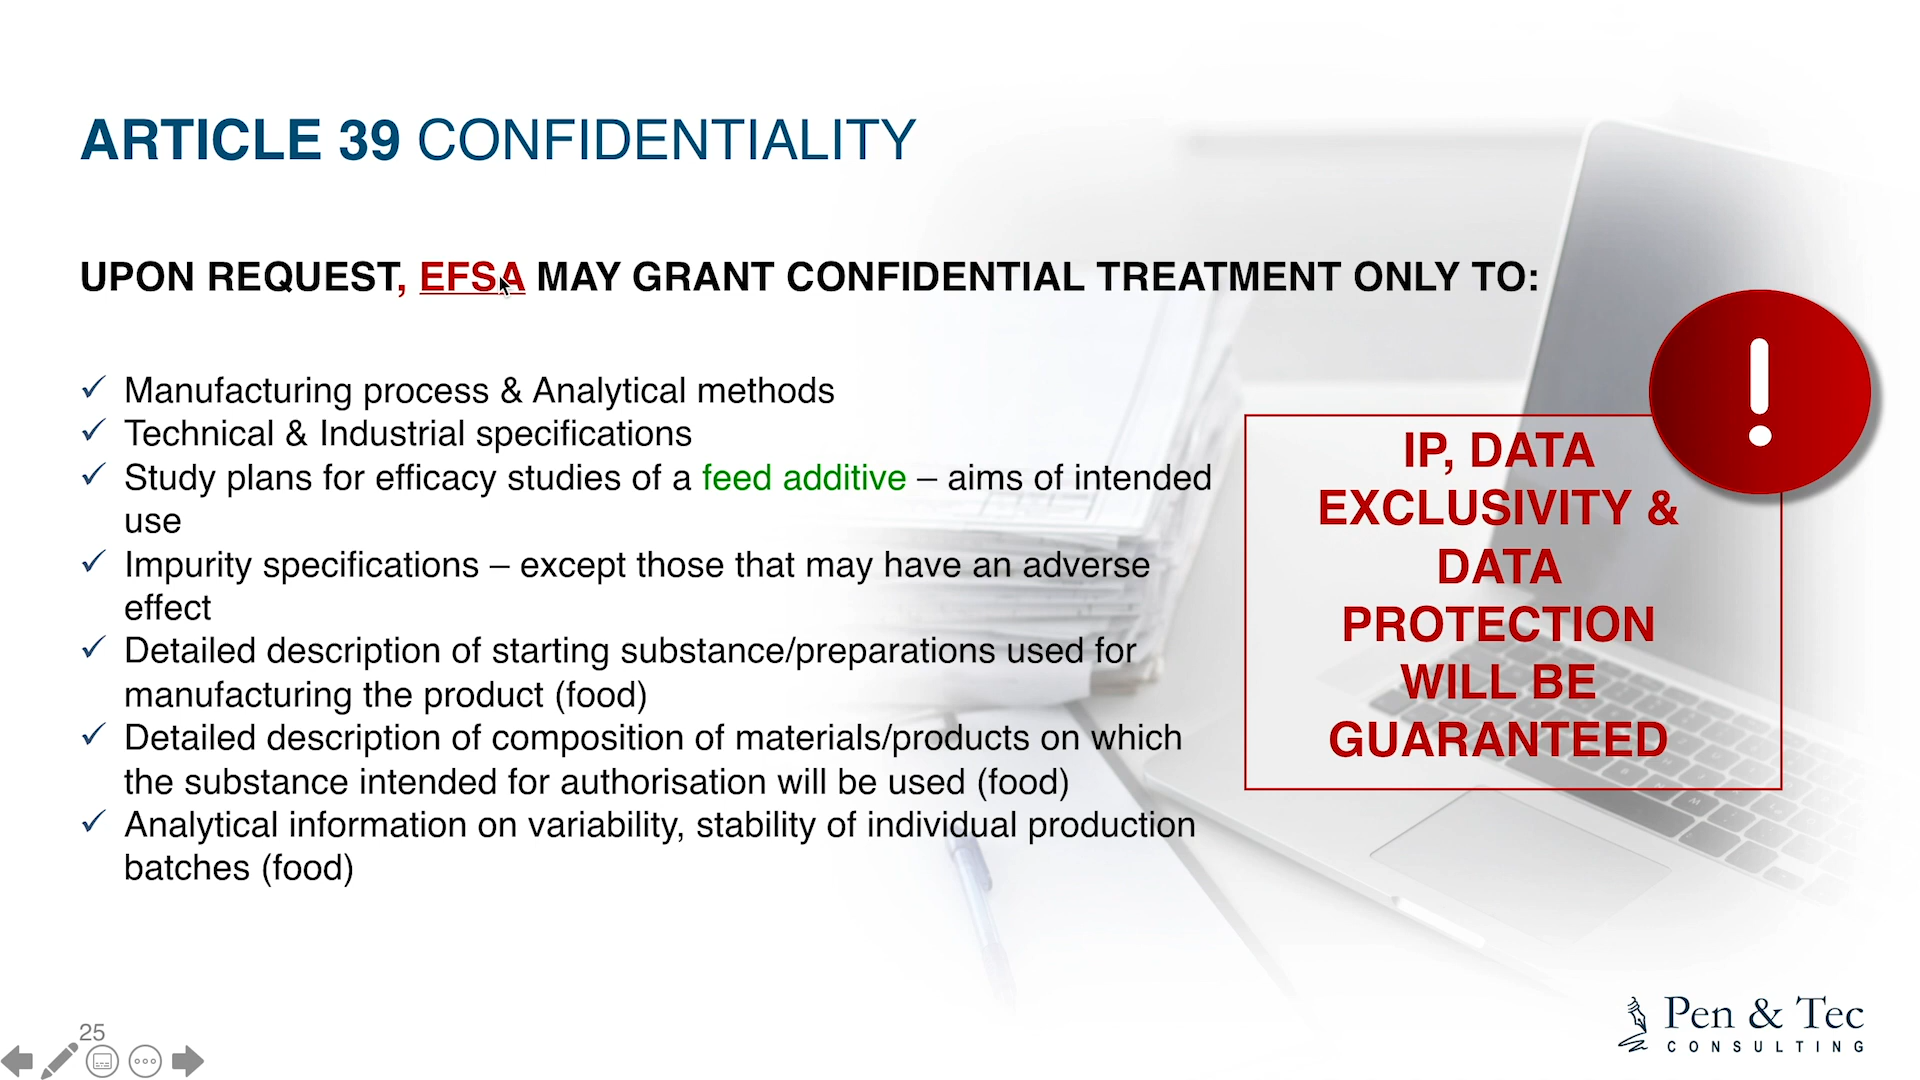 ARTICLE 39 CONFIDENTIALITY
UPON REQUEST, EFSA MAY GRANT CONFIDENTIAL TREATMENT ONLY TO:
Manufacturing process & Analytical methods
Technical & Industrial specifications
Study plans for efficacy studies of a feed additive – aims of intended
use
Impurity specifications – except those that may have an adverse
effect
Detailed description of starting substance/preparations used for
manufacturing the product (food)
Detailed description of composition of materials/products on which
the substance intended for authorisation will be used (food)
Analytical information on variability, stability of individual production
batches (food)
!
IP, DATA
EXCLUSIVITY &
DATA
PROTECTION
WILL BE
GUARANTEED
25
Pen & Tec
CONSULTING